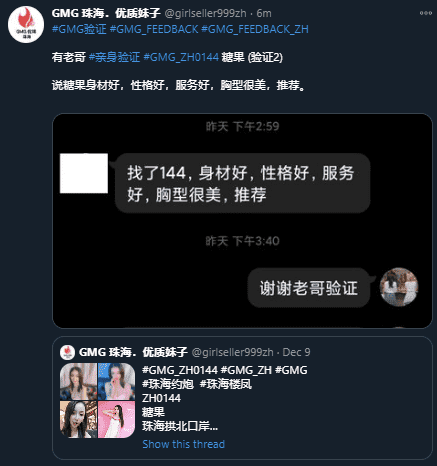 GMG 珠海．优质妹子 @girlseller999zh · 6m
#GMG验证 #GMG_FEEDBACK #GMG_FEEDBACK_ZH
有老哥 #亲身验证 #GMG_ZH0144 糖果 (验证2)
说糖果身材好，性格好，服务好，胸型很美，推荐。
昨天 下午2:59
找了144，身材好，性格好，服务
好，胸型很美，推荐
昨天 下午3:40
谢谢老哥验证
GMG 珠海．优质妹子 @girlseller999zh · Dec 9
#GMG_ZH0144 #GMG_ZH #GMG
#珠海约炮 #珠海楼凤
ZH0144
糖果
珠海拱北口岸...
Show this thread